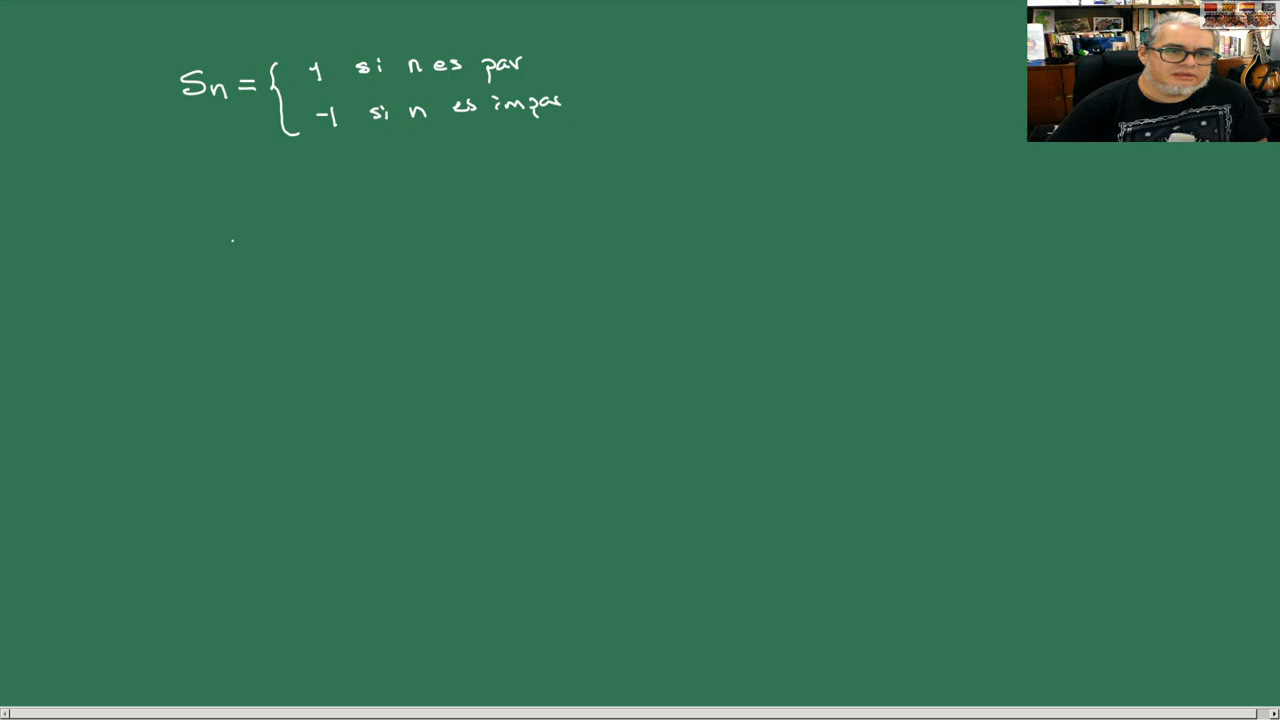 Sn = { 1 si n es par
-1 si n es impar